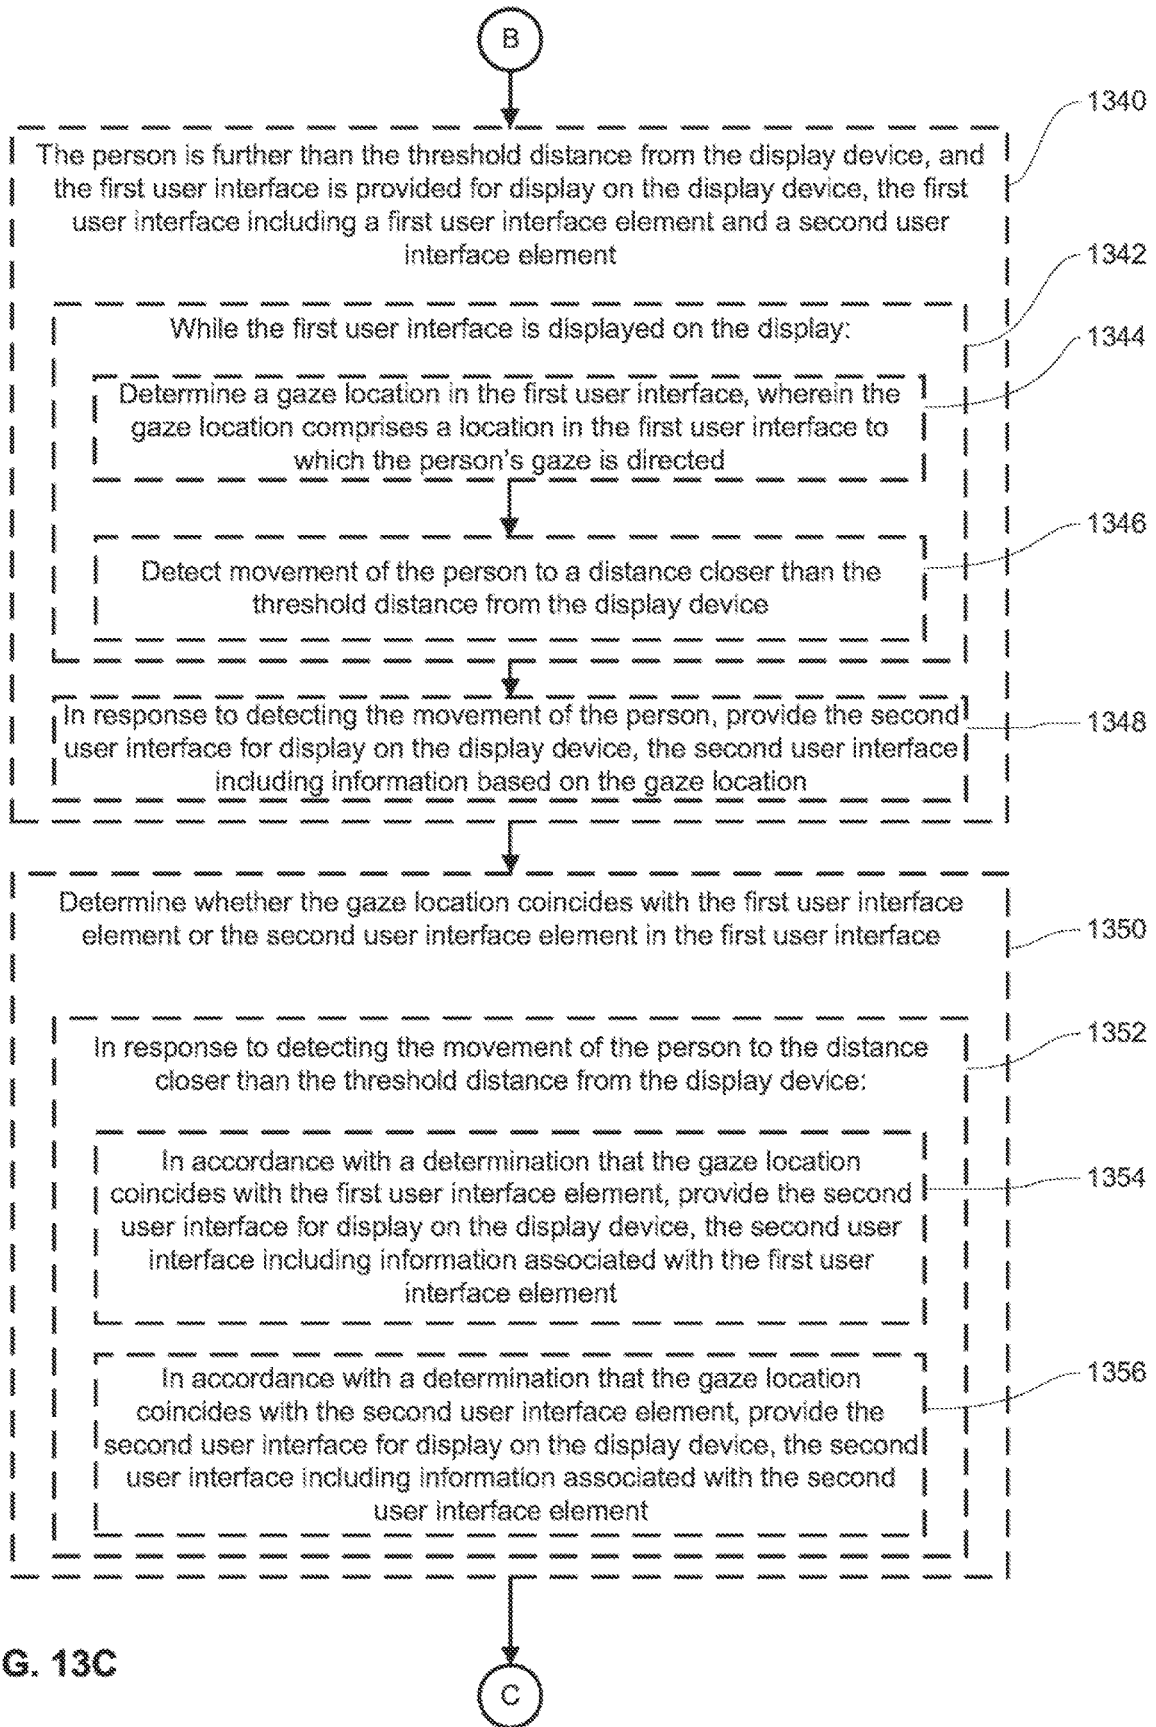 B
1340
The person is further than the threshold distance from the display device, and
the first user interface is provided for display on the display device, the first
user interface including a first user interface element and a second user
interface element
1342
While the first user interface is displayed on the display:
1344
Determine a gaze location in the first user interface, wherein the
gaze location comprises a location in the first user interface to
which the person's gaze is directed
1346
Detect movement of the person to a distance closer than the
threshold distance from the display device
1348
In response to detecting the movement of the person, provide the second
user interface for display on the display device, the second user interface
including information based on the gaze location
Determine whether the gaze location coincides with the first user interface
element or the second user interface element in the first user interface
1350
1352
In response to detecting the movement of the person to the distance
closer than the threshold distance from the display device:
In accordance with a determination that the gaze location
coincides with the first user interface element, provide the second
user interface for display on the display device, the second user
interface including information associated with the first user
interface element
1354
1356
In accordance with a determination that the gaze location
coincides with the second user interface element, provide the
second user interface for display on the display device, the second
user interface including information associated with the second
user interface element
G. 13C
C